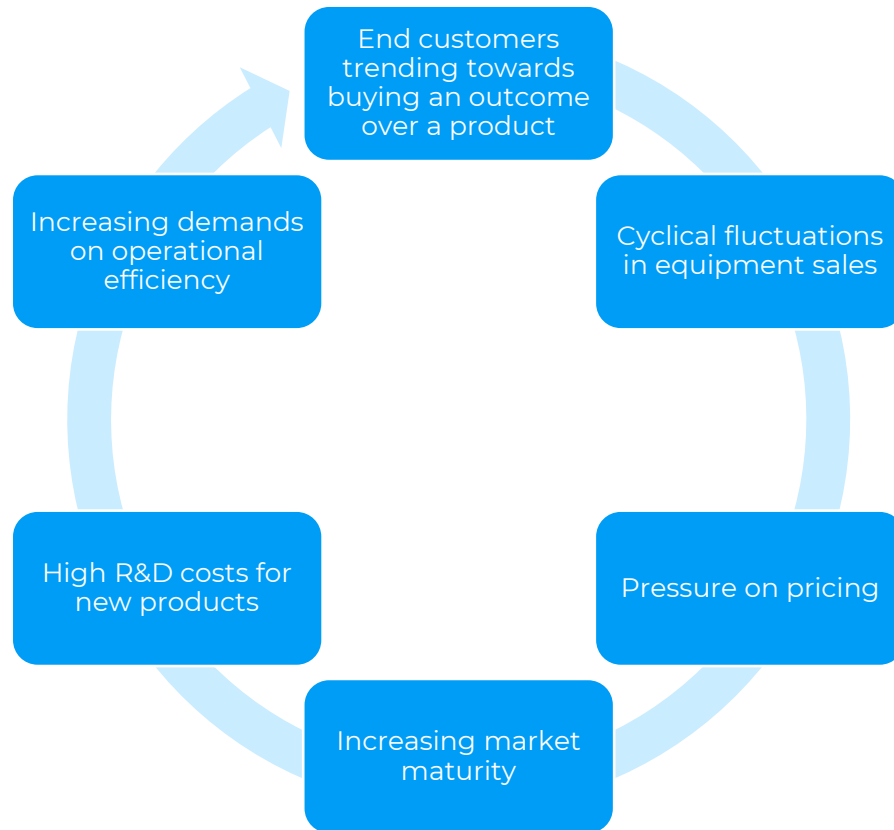 End customers
trending towards
buying an outcome
over a product
Cyclical fluctuations
in equipment sales
Pressure on pricing
Increasing market
maturity
High R&D costs for
new products
Increasing demands
on operational
efficiency